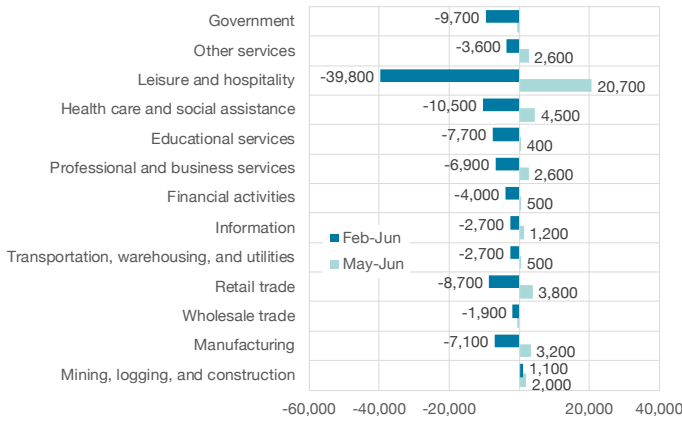 Government
-9,700
Other services
-3,600
2,600
Leisure and hospitality
-39,800
20,700
Health care and social assistance
-10,500
4,500
Educational services
-7,700
400
Professional and business services
-6,900
2,600
Financial activities
-4,000
500
Information
-2,700
1,200
Feb-Jun
Transportation, warehousing, and utilities
-2,700
500
May-Jun
Retail trade
-8,700
3,800
Wholesale trade
-1,900
Manufacturing
-7,100
3,200
Mining, logging, and construction
1,100
2,000
-60,000 -40,000 -20,000 20,000 40,000